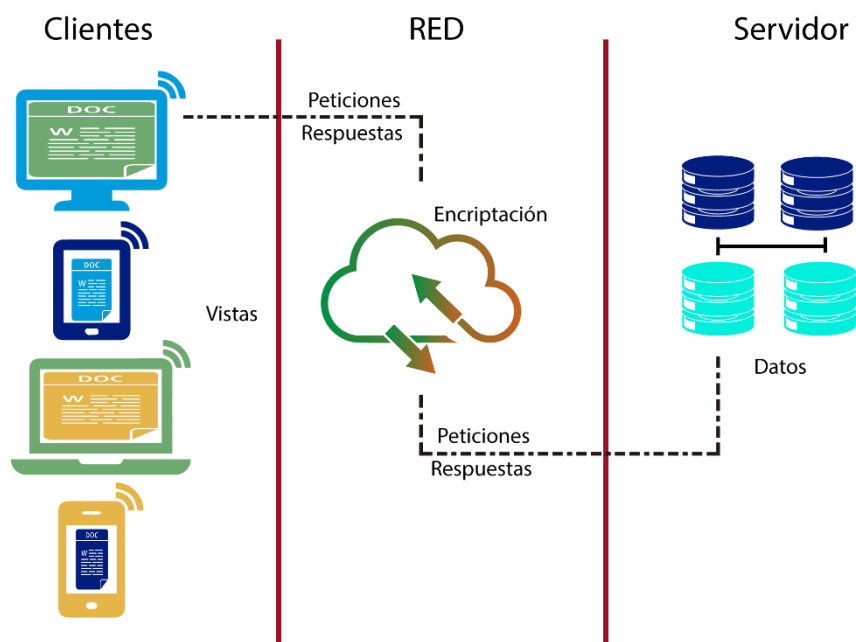 Clientes
RED
Servidor
Peticiones
Respuestas
DOC
W
Encriptación
DOC
W
Vistas
Datos
DOC
W
Peticiones
Respuestas
DOC
W